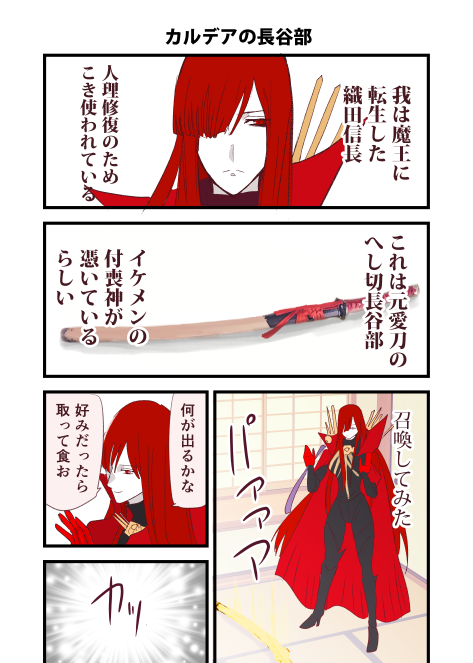 カルデアの長谷部
我は魔王に
転生した
織田信長
人理修復のため
こき使われている
これは元愛刀の
へし切長谷部
イケメンの
付喪神が
憑いている
らしい
召喚してみた
パァァァ
何が出るかな
好みだったら
取って食お
カッ